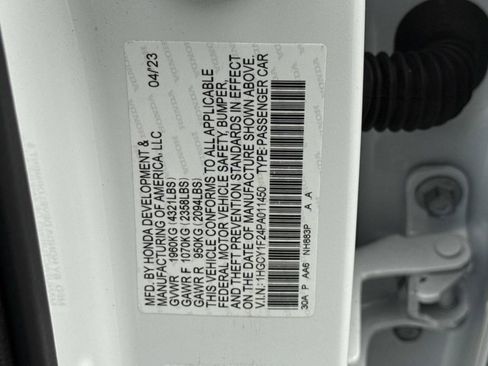 MFD. BY HONDA DEVELOPMENT & 04/23
MANUFACTURING OF AMERICA, LLC
GVWR 1960KG (4321LBS)
GAWR F 1070KG (2358LBS)
GAWR R 950KG (2094LBS)
THIS VEHICLE CONFORMS TO ALL APPLICABLE
FEDERAL MOTOR VEHICLE SAFETY, BUMPER,
AND THEFT PREVENTION STANDARDS IN EFFECT
ON THE DATE OF MANUFACTURE SHOWN ABOVE.
V.I.N.: 1HGCY1F24PA011450 TYPE: PASSENGER CAR
30A P AA6 NH883P A A